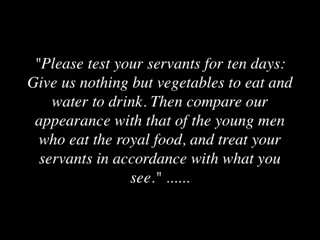 "Please test your servants for ten days:
Give us nothing but vegetables to eat and
water to drink. Then compare our
appearance with that of the young men
who eat the royal food, and treat your
servants in accordance with what you
see." ......